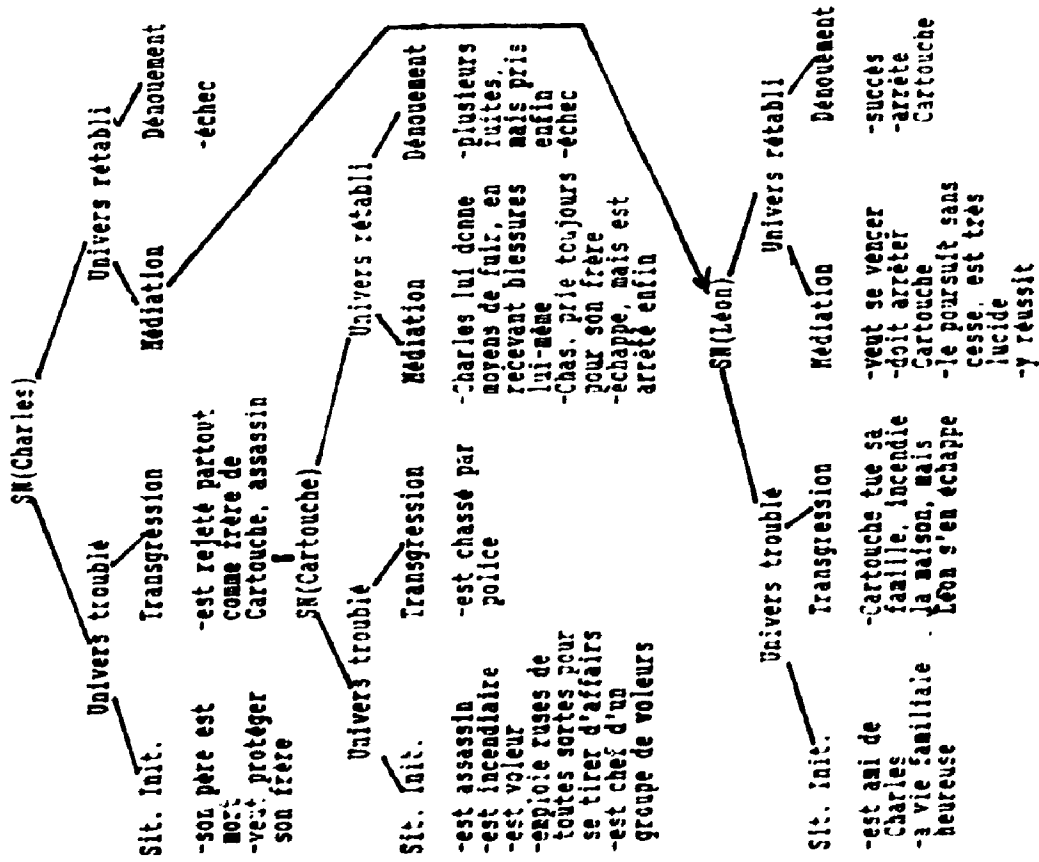 SN(Charles)
Univers troublé
Univers rétabli
Sit. Init.
Transgression
Médiation
Dénouement
-son père est
mort
-veut protéger
son frère
-est rejeté partout
comme frère de
Cartouche, assassin
-échec
SN(Cartouche)
Univers troublé
Univers rétabli
Sit. Init.
Transgression
Médiation
Dénouement
-est assassin
-est incendiaire
-est voleur
-emploie ruses de
toutes sortes pour
se tirer d'affairs
-est chef d'un
groupe de voleurs
-est chassé par
police
-Charles lui donne
moyens de fuir, en
recevant blessures
lui-même
-Chas. prie toujours
pour son frère
-échappe, mais est
arrêté enfin
-plusieurs
fuites,
mais pris
enfin
-échec
SN(Léon)
Univers troublé
Univers rétabli
Sit. Init.
Transgression
Médiation
Dénouement
-est ami de
Charles
-a vie familiale
heureuse
-Cartouche tue sa
famille, incendie
la maison, mais
Léon s'en échappe
-veut se vencer
-doit arrêter
Cartouche
-le poursuit sans
cesse, est très
lucide
-y réussit
-succès
-arrête
Cartouche